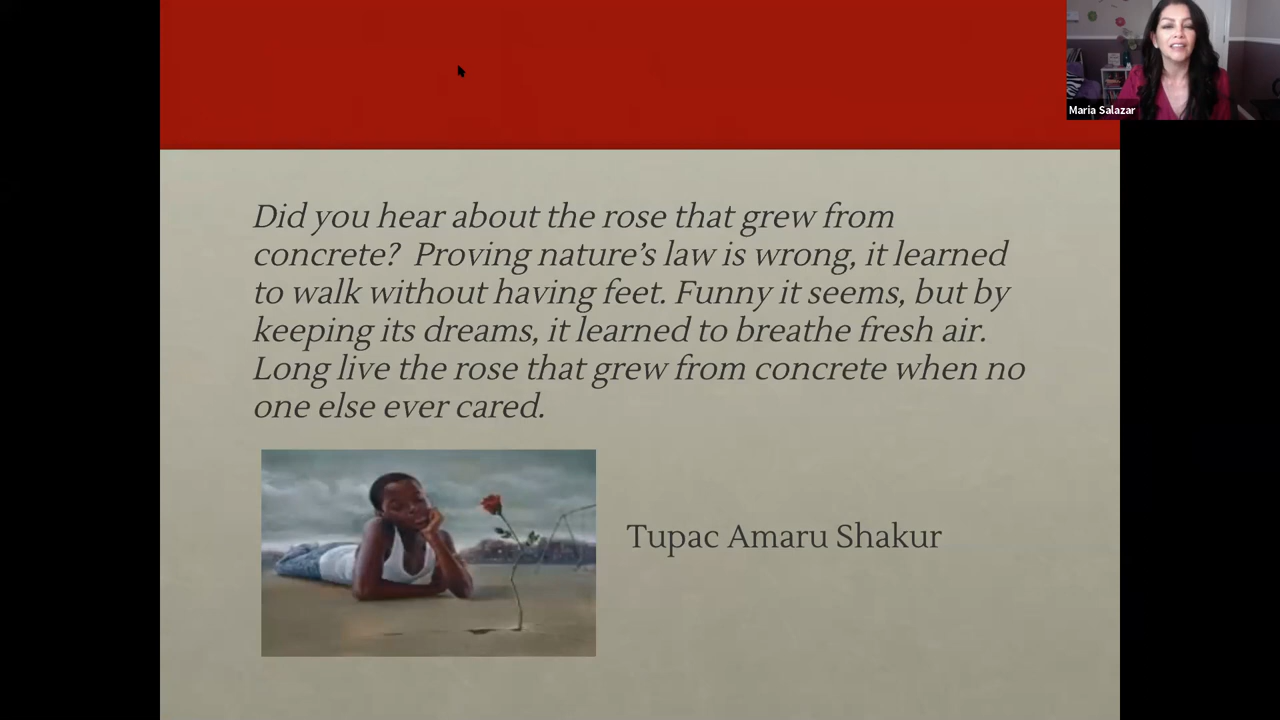 Maria Salazar
Did you hear about the rose that grew from
concrete?  Proving nature’s law is wrong, it learned
to walk without having feet. Funny it seems, but by
keeping its dreams, it learned to breathe fresh air.
Long live the rose that grew from concrete when no
one else ever cared.
Tupac Amaru Shakur